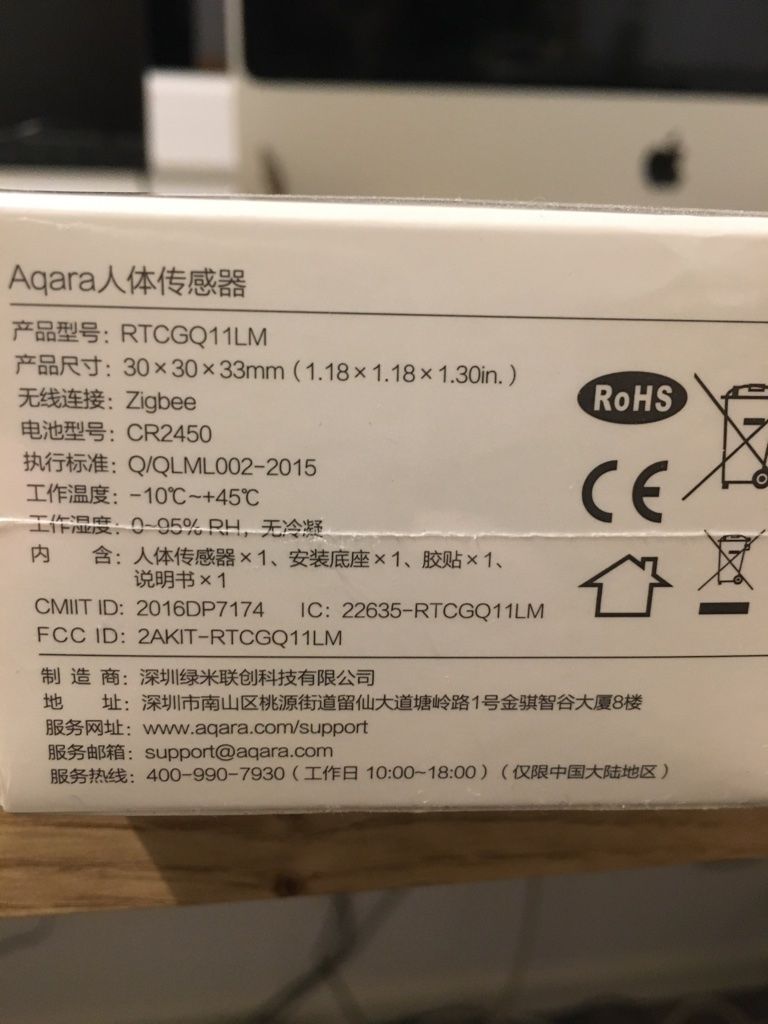 Aqara人体传感器
产品型号: RTCGQ11LM
产品尺寸: 30×30×33mm (1.18×1.18×1.30in.)
无线连接: Zigbee
电池型号: CR2450
执行标准: Q/QLML002-2015
工作温度: -10℃~+45℃
工作湿度: 0~95% RH, 无冷凝
内 含: 人体传感器×1、安装底座×1、胶贴×1、
说明书×1
CMIIT ID: 2016DP7174 IC: 22635-RTCGQ11LM
FCC ID: 2AKIT-RTCGQ11LM
RoHS
CE
制 造 商: 深圳绿米联创科技有限公司
地 址: 深圳市南山区桃源街道留仙大道塘岭路1号金骐智谷大厦8楼
服务网址: www.aqara.com/support
服务邮箱: support@aqara.com
服务热线: 400-990-7930 (工作日 10:00~18:00) (仅限中国大陆地区)